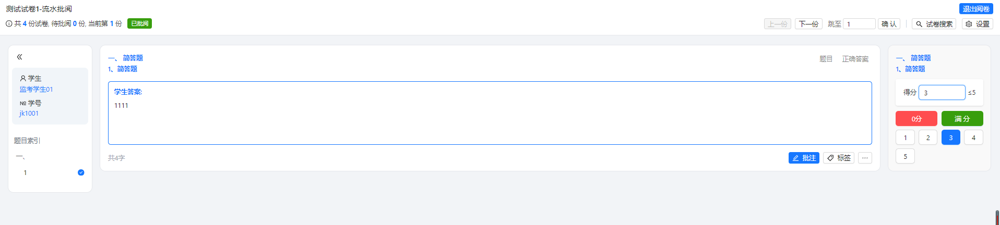 测试试卷1-流水批阅
退出阅卷
共 4 份试卷, 待批阅 0 份, 当前第 1 份 已批阅
上一份 下一份 跳至 1 确 认 试卷搜索 设置
学生
监考学生01
№ 学号
jk1001
题目索引
一、
1
一、 简答题
题目 正确答案
1、简答题
学生答案:
1111
共4字
批注 标签 ···
一、 简答题
1、简答题
得分 3 ≤5
0分 满 分
1 2 3 4
5